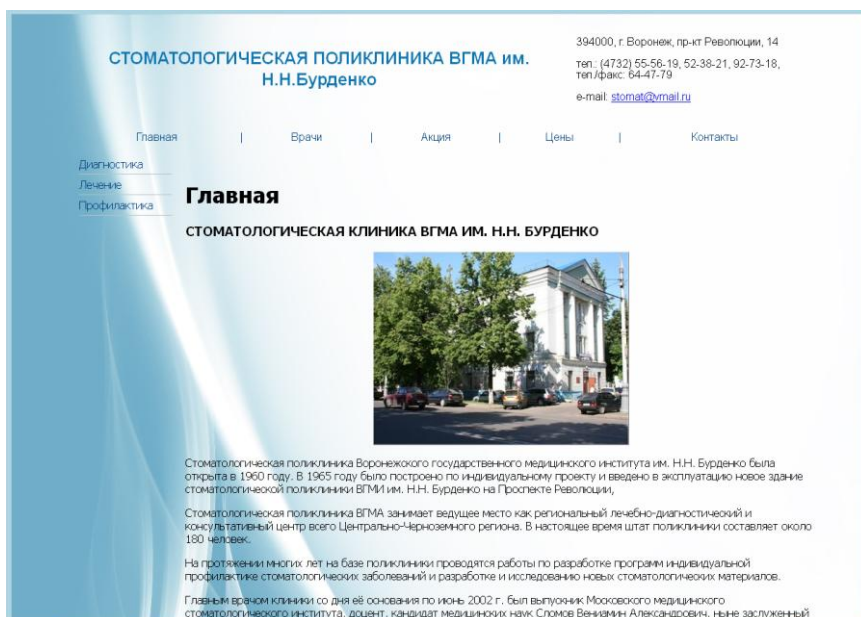 СТОМАТОЛОГИЧЕСКАЯ ПОЛИКЛИНИКА ВГМА им.
Н.Н.Бурденко
394000, г. Воронеж, пр-кт Революции, 14
тел.: (4732) 55-56-19, 52-38-21, 92-73-18,
тел./факс: 64-47-79
e-mail: stomat@vmail.ru
Главная | Врачи | Акция | Цены | Контакты
Диагностика
Лечение
Профилактика
Главная
СТОМАТОЛОГИЧЕСКАЯ КЛИНИКА ВГМА ИМ. Н.Н. БУРДЕНКО
Стоматологическая поликлиника Воронежского государственного медицинского института им. Н.Н. Бурденко была
открыта в 1960 году. В 1965 году было построено по индивидуальному проекту и введено в эксплуатацию новое здание
стоматологической поликлиники ВГМИ им. Н.Н. Бурденко на Проспекте Революции,
Стоматологическая поликлиника ВГМА занимает ведущее место как региональный лечебно-диагностический и
консультативный центр всего Центрально-Черноземного региона. В настоящее время штат поликлиники составляет около
180 человек.
На протяжении многих лет на базе поликлиники проводятся работы по разработке программ индивидуальной
профилактике стоматологических заболеваний и разработке и исследованию новых стоматологических материалов.
Главным врачом клиники со дня её основания по июнь 2002 г. был выпускник Московского медицинского
стоматологического института, доцент, кандидат медицинских наук Сломов Вениамин Александрович, ныне заслуженный